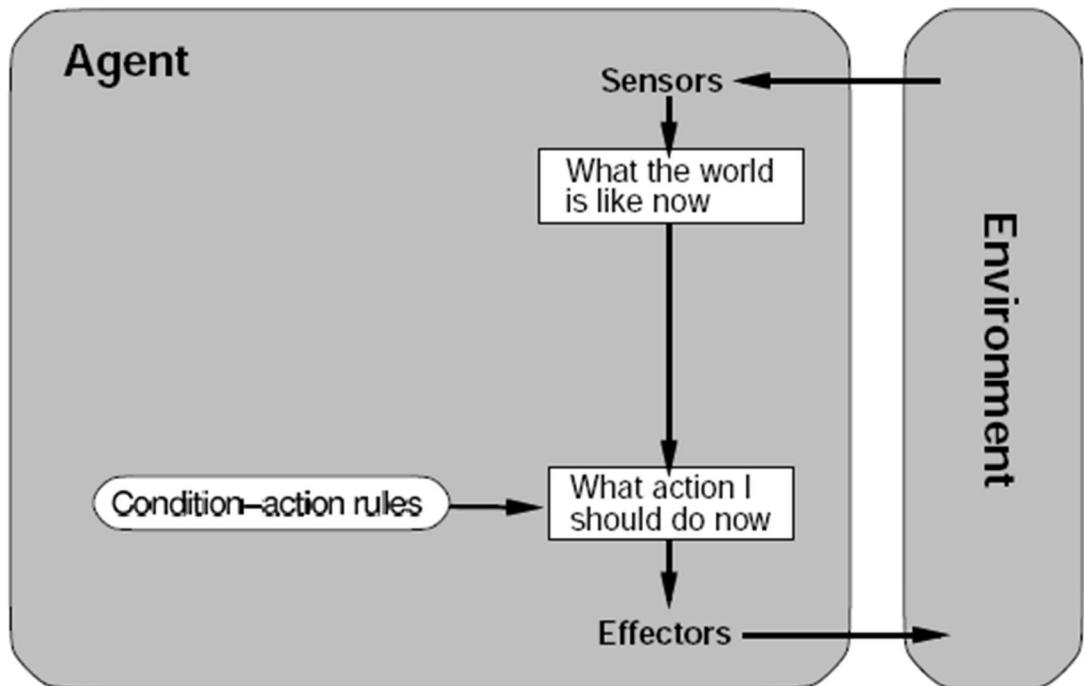 Agent
Sensors
What the world
is like now
Environment
Condition–action rules
What action I
should do now
Effectors